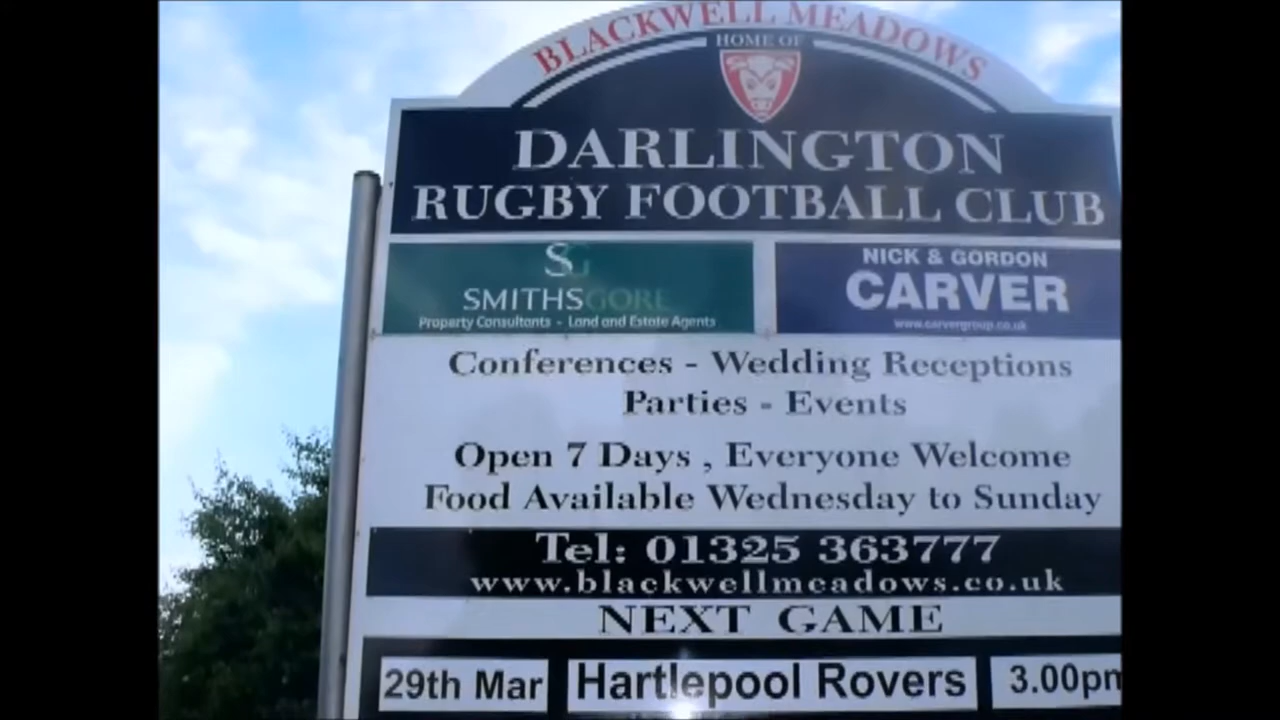 BLACKWELL MEADOWS
HOME OF
DARLINGTON
RUGBY FOOTBALL CLUB
SG
SMITHSGORE
Property Consultants - Land and Estate Agents
NICK & GORDON
CARVER
www.carvergroup.co.uk
Conferences - Wedding Receptions
Parties - Events
Open 7 Days , Everyone Welcome
Food Available Wednesday to Sunday
Tel: 01325 363777
www.blackwellmeadows.co.uk
NEXT GAME
29th Mar Hartlepool Rovers 3.00pm